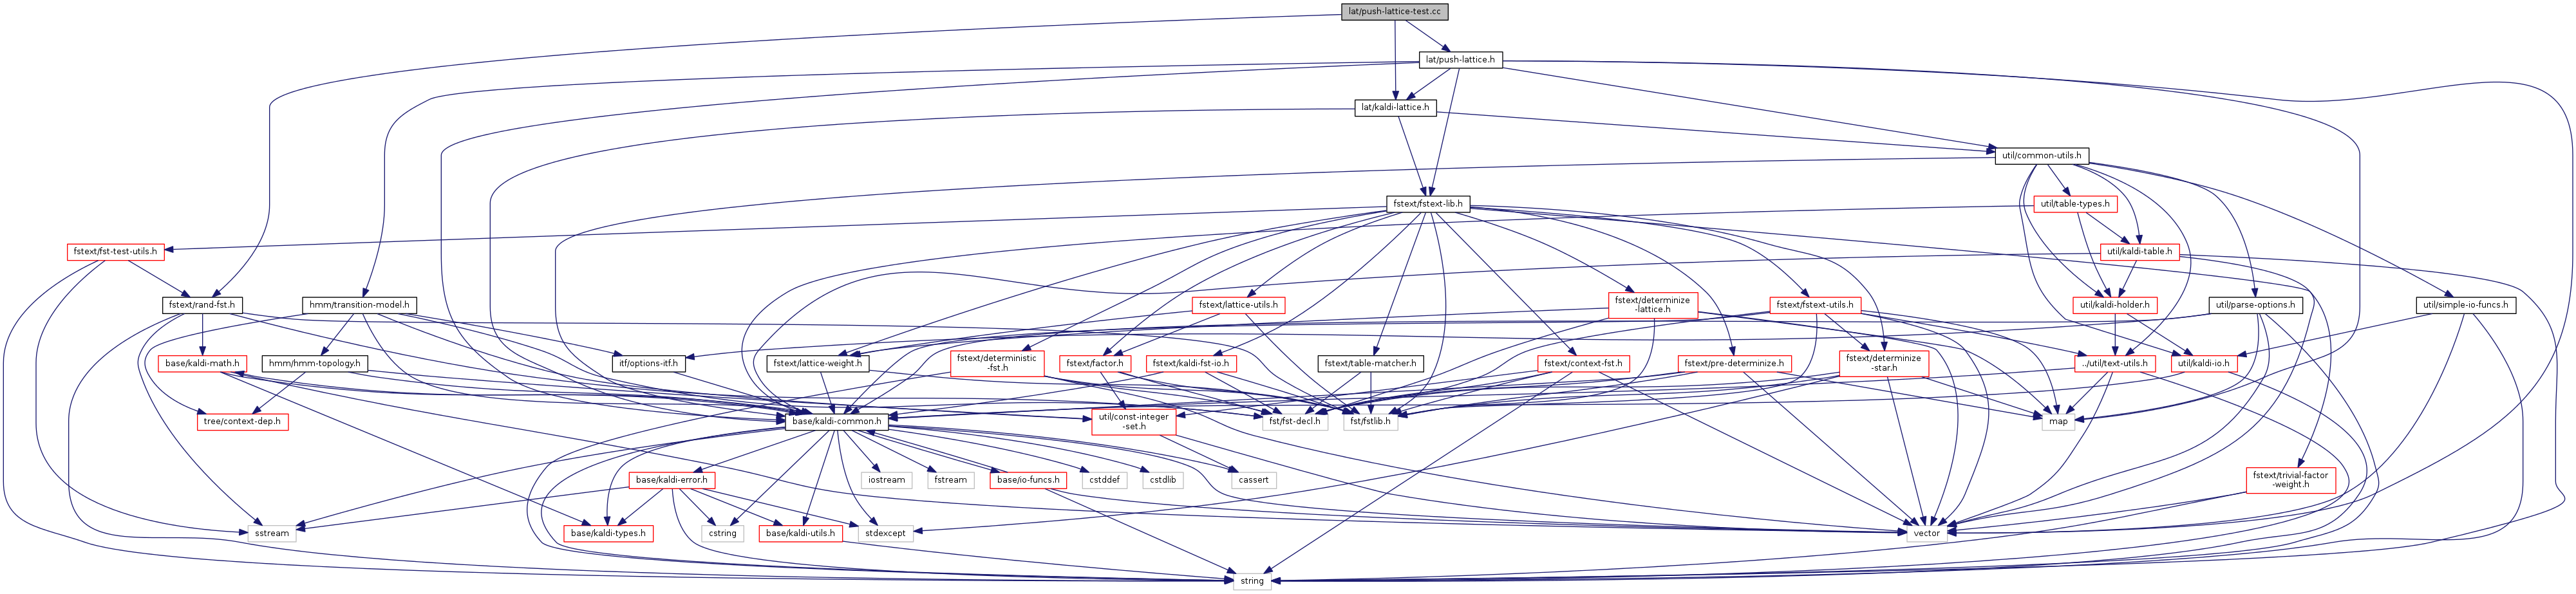 lat/push-lattice-test.cc
lat/push-lattice.h
lat/kaldi-lattice.h
util/common-utils.h
fstext/fstext-lib.h
util/table-types.h
fstext/fst-test-utils.h
util/kaldi-table.h
fstext/rand-fst.h
hmm/transition-model.h
fstext/lattice-utils.h
fstext/determinize
-lattice.h
fstext/fstext-utils.h
util/kaldi-holder.h
util/parse-options.h
util/simple-io-funcs.h
base/kaldi-math.h
hmm/hmm-topology.h
itf/options-itf.h
fstext/lattice-weight.h
fstext/deterministic
-fst.h
fstext/factor.h
fstext/kaldi-fst-io.h
fstext/table-matcher.h
fstext/context-fst.h
fstext/pre-determinize.h
fstext/determinize
-star.h
../util/text-utils.h
util/kaldi-io.h
tree/context-dep.h
base/kaldi-common.h
util/const-integer
-set.h
fst/fst-decl.h
fst/fstlib.h
map
base/kaldi-error.h
iostream
fstream
base/io-funcs.h
cstddef
cstdlib
cassert
fstext/trivial-factor
-weight.h
sstream
base/kaldi-types.h
cstring
base/kaldi-utils.h
stdexcept
vector
string